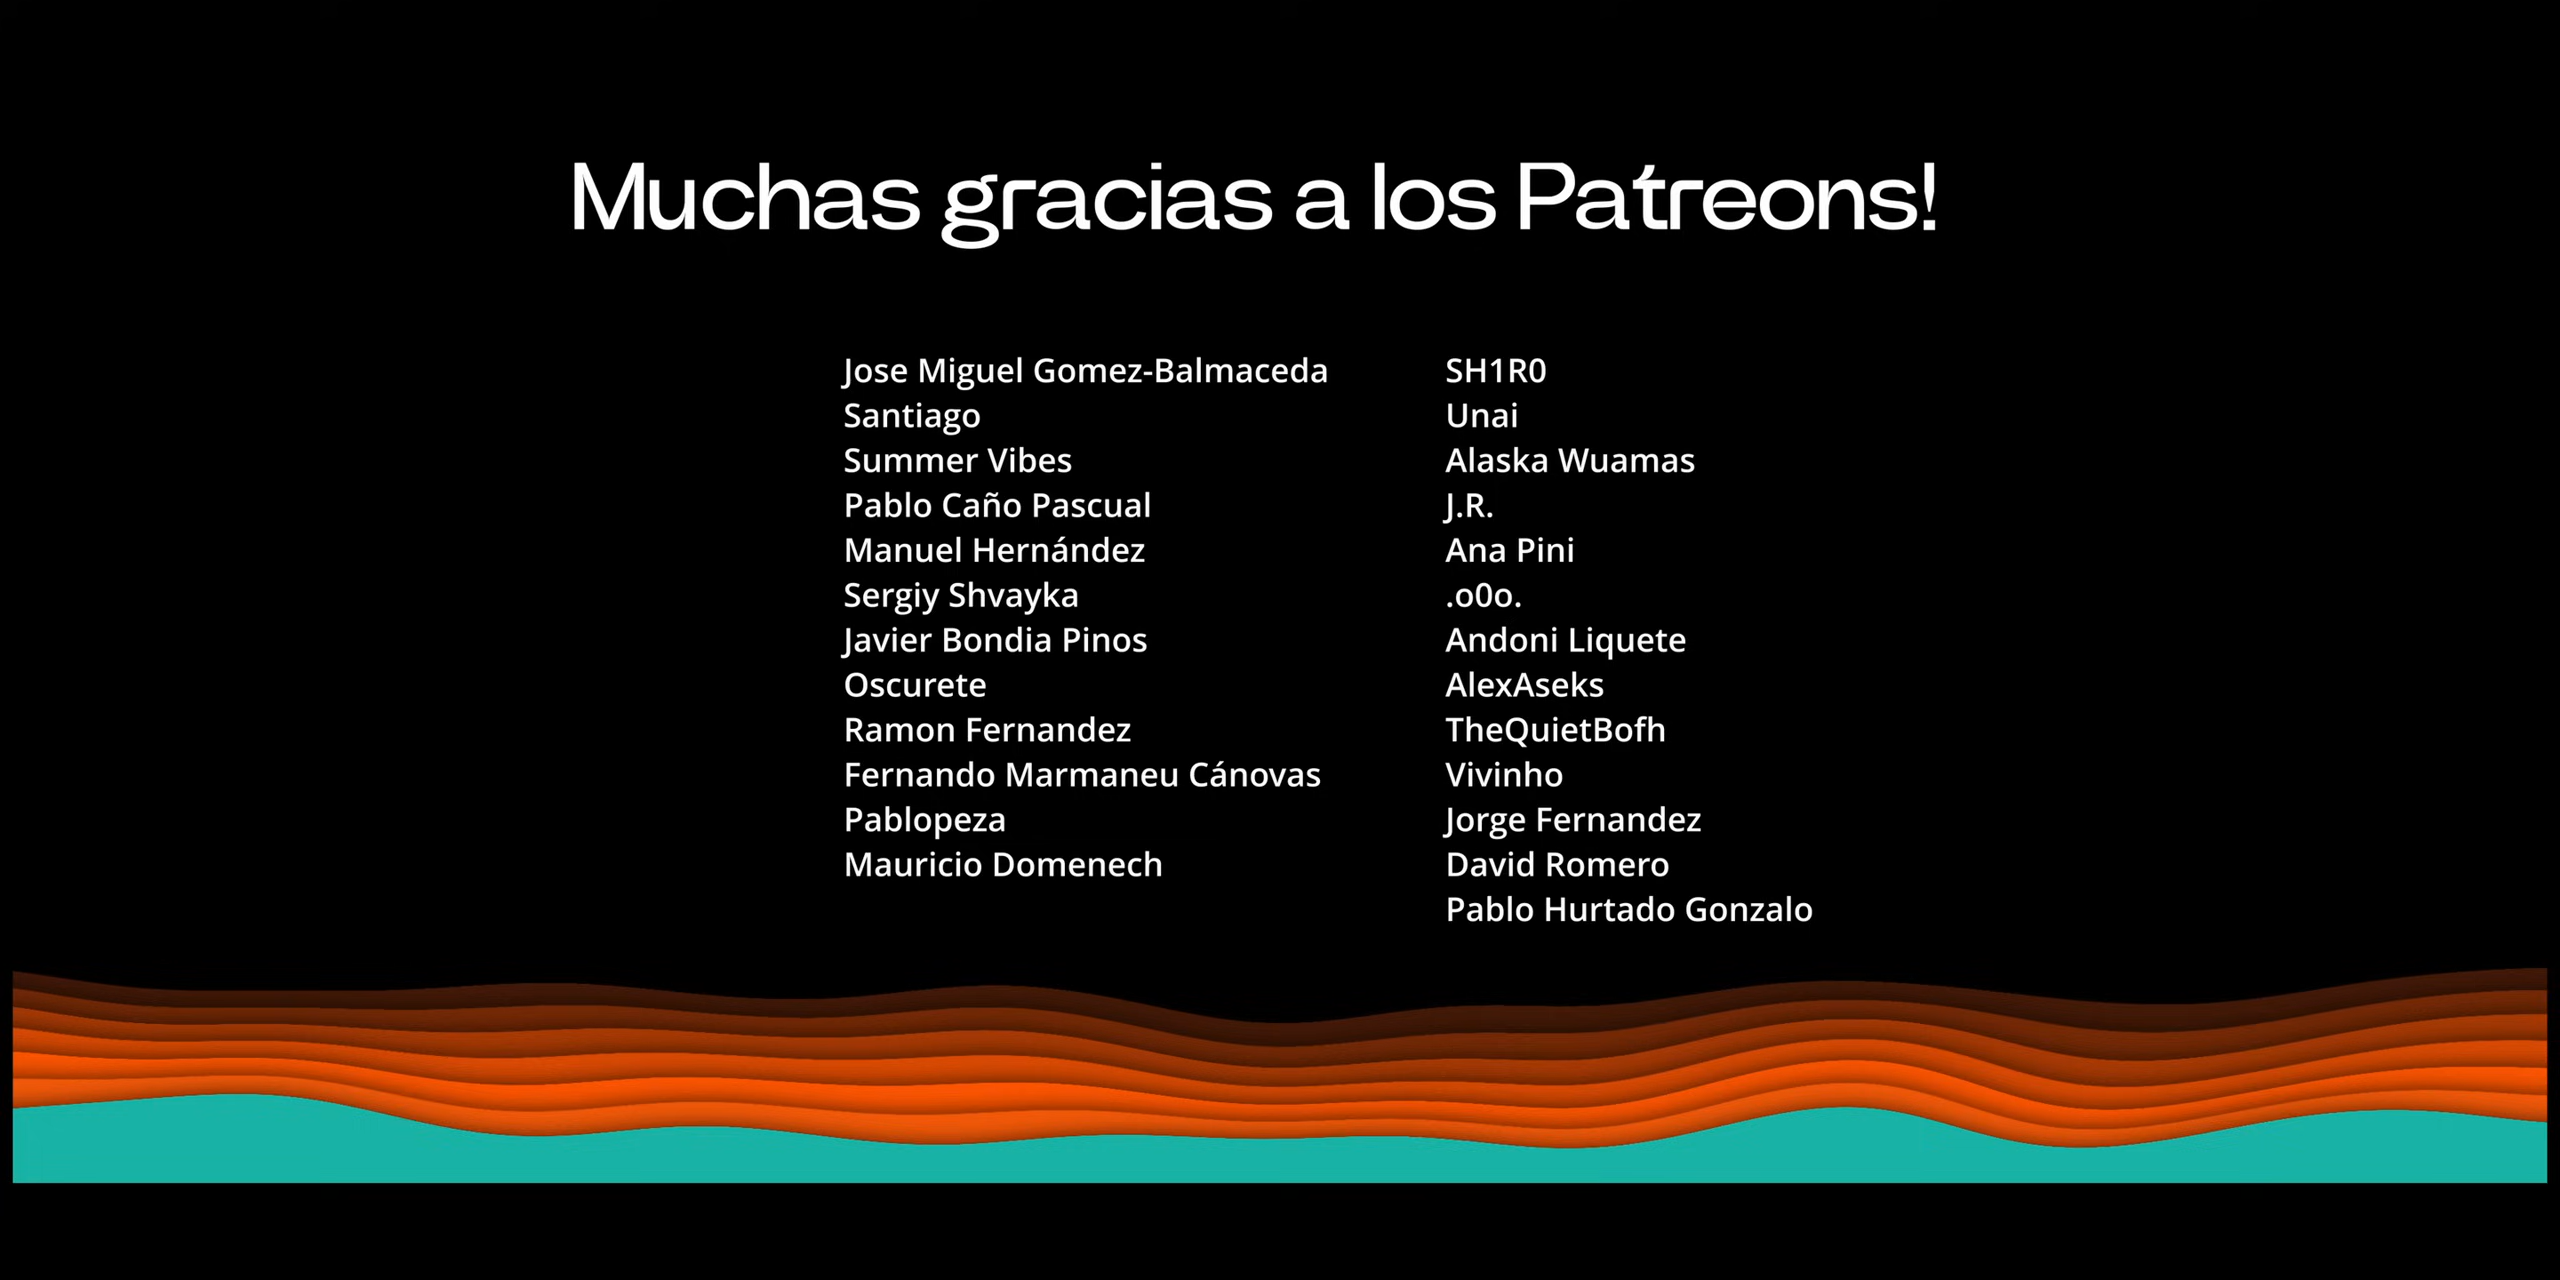 Muchas gracias a los Patreons!
Jose Miguel Gomez-Balmaceda
Santiago
Summer Vibes
Pablo Caño Pascual
Manuel Hernández
Sergiy Shvayka
Javier Bondia Pinos
Oscurete
Ramon Fernandez
Fernando Marmaneu Cánovas
Pablopeza
Mauricio Domenech
SH1R0
Unai
Alaska Wuamas
J.R.
Ana Pini
.o0o.
Andoni Liquete
AlexAseks
TheQuietBofh
Vivinho
Jorge Fernandez
David Romero
Pablo Hurtado Gonzalo